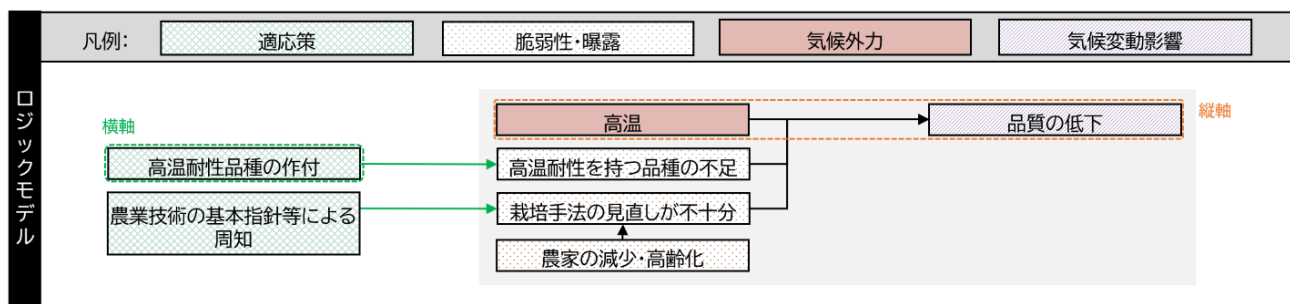 ロジックモデル
凡例:
適応策
脆弱性・曝露
気候外力
気候変動影響
横軸
縦軸
高温
品質の低下
高温耐性品種の作付
高温耐性を持つ品種の不足
農業技術の基本指針等による
周知
栽培手法の見直しが不十分
農家の減少・高齢化